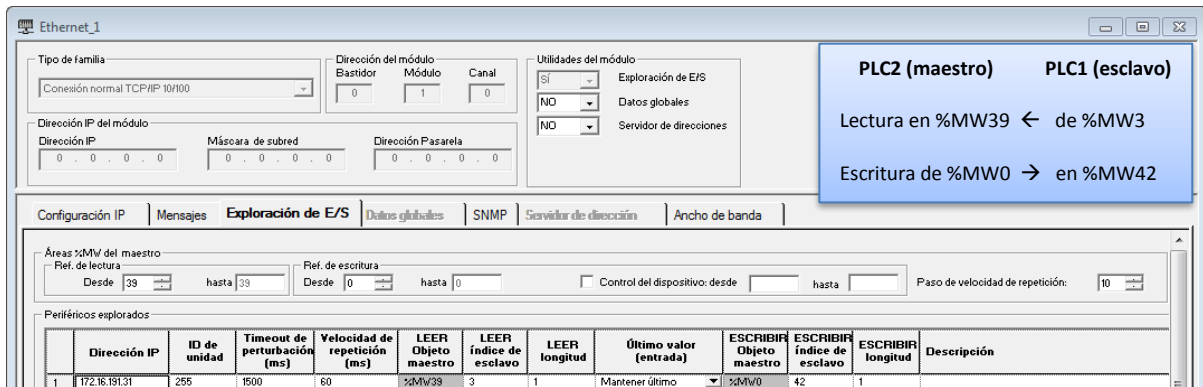 Ethernet_1
Tipo de familia
Conexión normal TCP/IP 10/100
Dirección del módulo
Bastidor Módulo Canal
0 1 0
Utilidades del módulo
SÍ Exploración de E/S
NO Datos globales
NO Servidor de direcciones
PLC2 (maestro) PLC1 (esclavo)
Lectura en %MW39 ← de %MW3
Escritura de %MW0 → en %MW42
Dirección IP del módulo
Dirección IP Máscara de subred Dirección Pasarela
0 . 0 . 0 . 0 0 . 0 . 0 . 0 0 . 0 . 0 . 0
Configuración IP Mensajes Exploración de E/S Datos globales SNMP Servidor de dirección Ancho de banda
Áreas %MW del maestro
Ref. de lectura Ref. de escritura
Desde 39 hasta 39 Desde 0 hasta 0 Control del dispositivo: desde hasta Paso de velocidad de repetición: 10
Periféricos explorados
Dirección IP ID de unidad Timeout de perturbación (ms) Velocidad de repetición (ms) LEER Objeto maestro LEER índice de esclavo LEER longitud Último valor (entrada) ESCRIBIR Objeto maestro ESCRIBIR índice de esclavo ESCRIBIR longitud Descripción
1 172.16.191.31 255 1500 60 %MW39 3 1 Mantener último %MW0 42 1